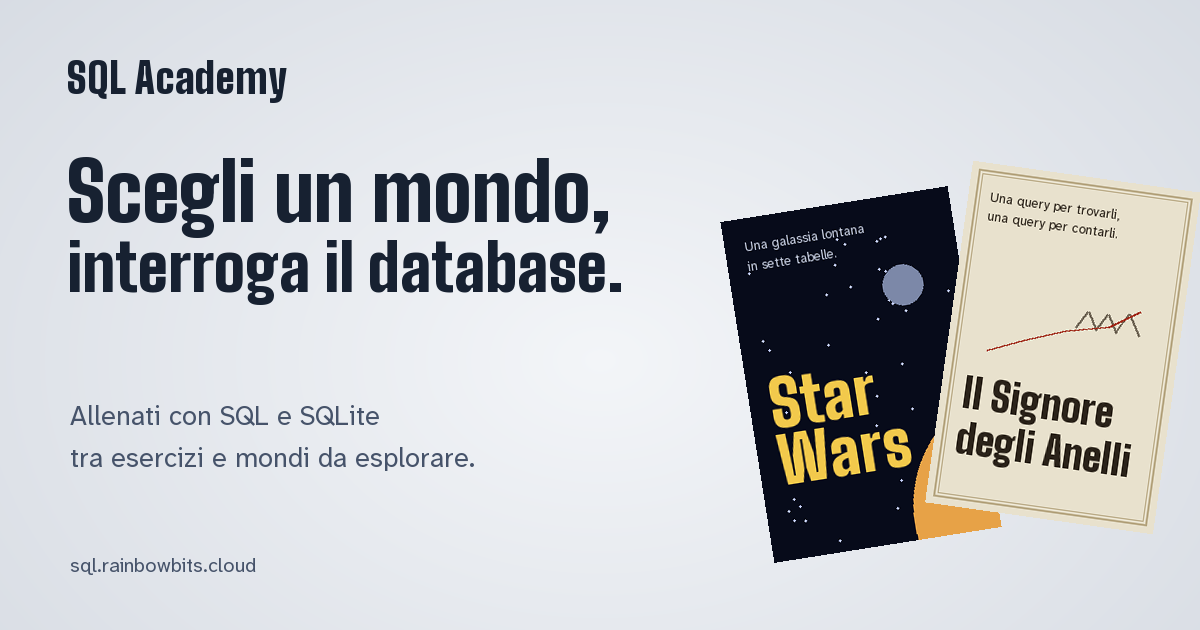 SQL Academy
Scegli un mondo,
interroga il database.
Allenati con SQL e SQLite
tra esercizi e mondi da esplorare.
sql.rainbowbits.cloud
Una galassia lontana
in sette tabelle.
Star
Wars
Una query per trovarli,
una query per contarli.
Il Signore
degli Anelli